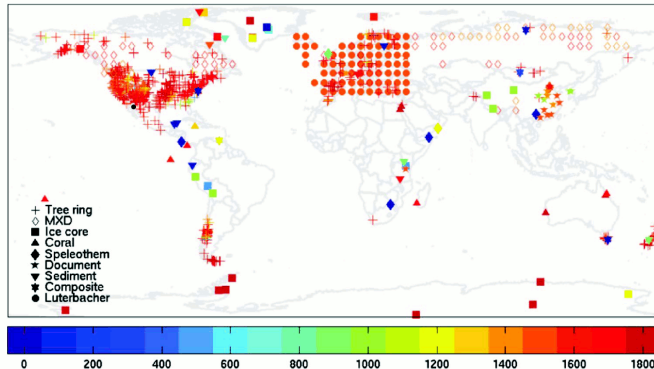 Tree ring
MXD
Ice core
Coral
Speleothem
Document
Sediment
Composite
Luterbacher
0 200 400 600 800 1000 1200 1400 1600 1800